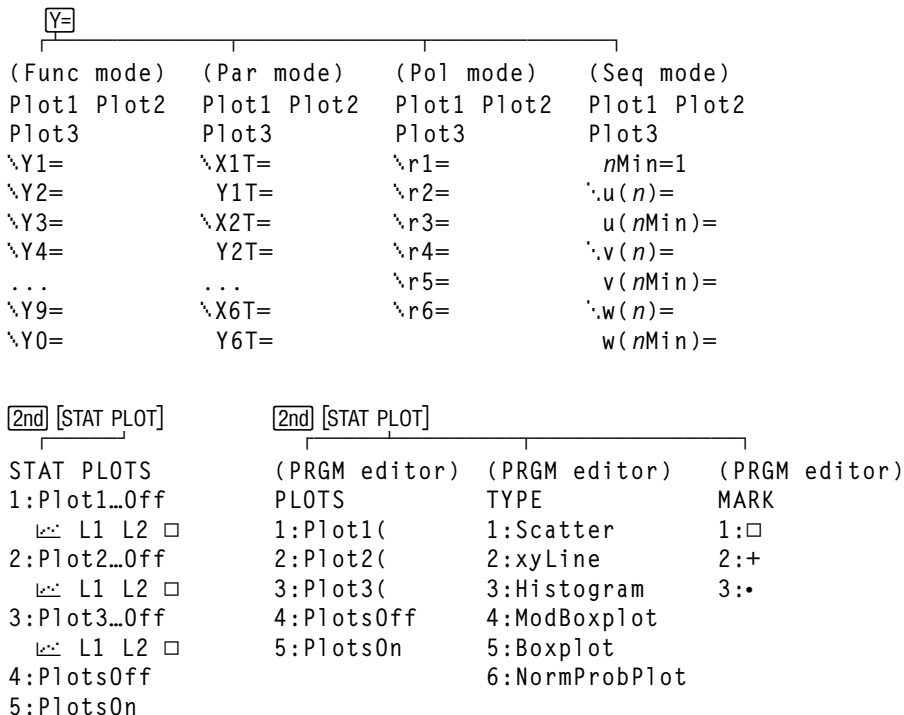 Y=
(Func mode) (Par mode) (Pol mode) (Seq mode)
Plot1 Plot2 Plot1 Plot2 Plot1 Plot2 Plot1 Plot2
Plot3 Plot3 Plot3 Plot3
\Y1= \X1T= \r1= nMin=1
\Y2= Y1T= \r2= ⋱u(n)=
\Y3= \X2T= \r3= u(nMin)=
\Y4= Y2T= \r4= ⋱v(n)=
... ... \r5= v(nMin)=
\Y9= \X6T= \r6= ⋱w(n)=
\Y0= Y6T= w(nMin)=
2nd [STAT PLOT] 2nd [STAT PLOT]
STAT PLOTS (PRGM editor) (PRGM editor) (PRGM editor)
1:Plot1…Off PLOTS TYPE MARK
L1 L2 □ 1:Plot1( 1:Scatter 1:□
2:Plot2…Off 2:Plot2( 2:xyLine 2:+
L1 L2 □ 3:Plot3( 3:Histogram 3:•
3:Plot3…Off 4:PlotsOff 4:ModBoxplot
L1 L2 □ 5:PlotsOn 5:Boxplot
4:PlotsOff 6:NormProbPlot
5:PlotsOn